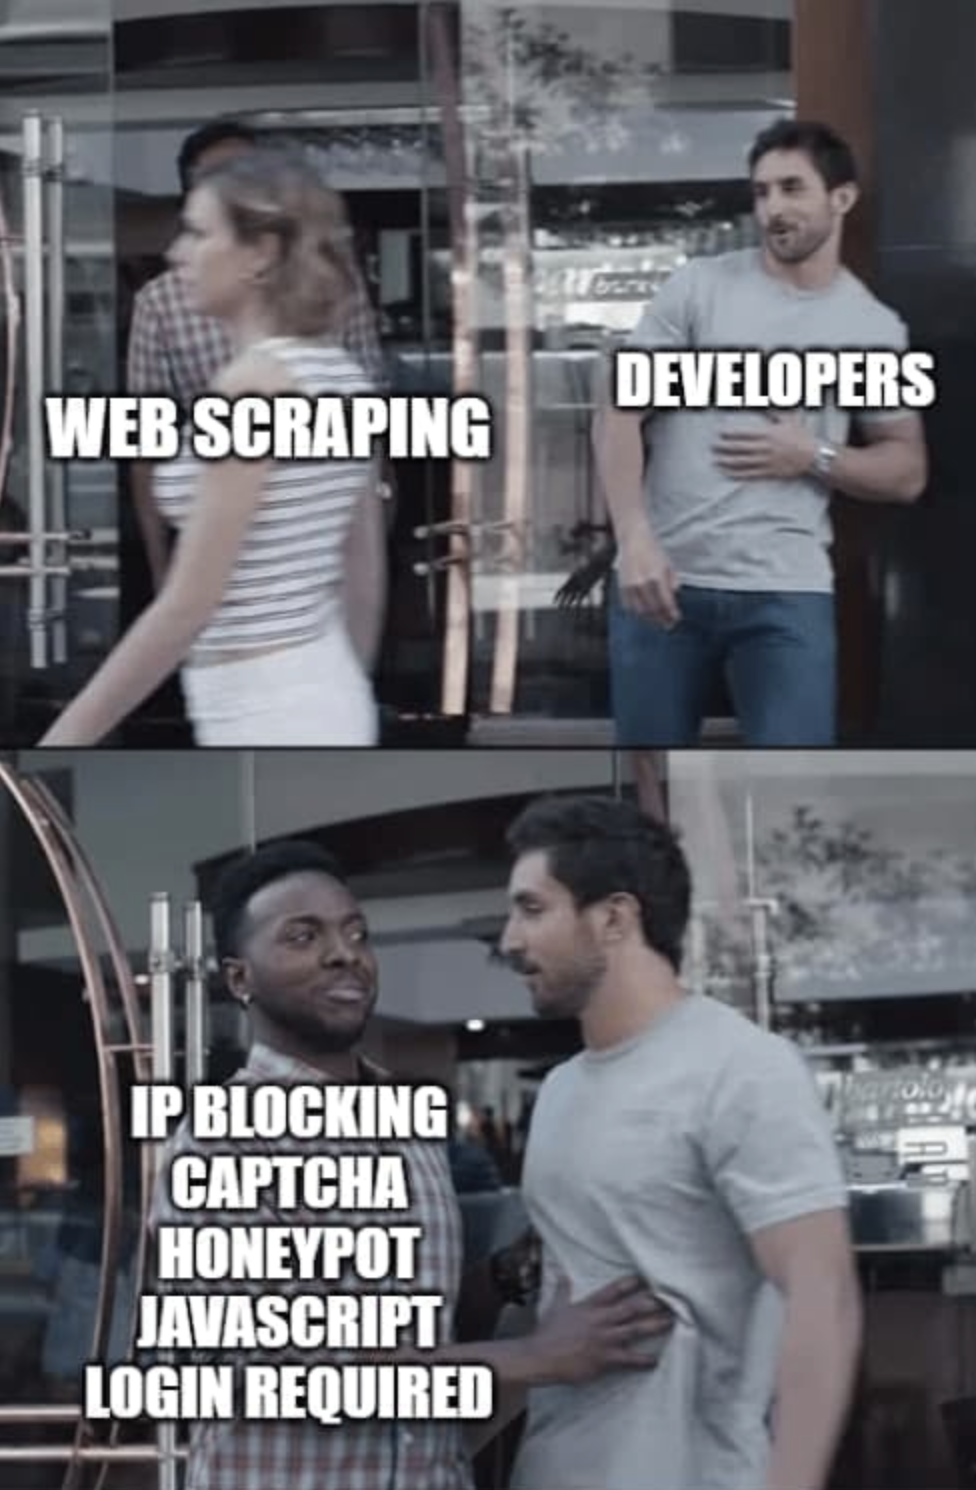 WEB SCRAPING
DEVELOPERS
IP BLOCKING
CAPTCHA
HONEYPOT
JAVASCRIPT
LOGIN REQUIRED